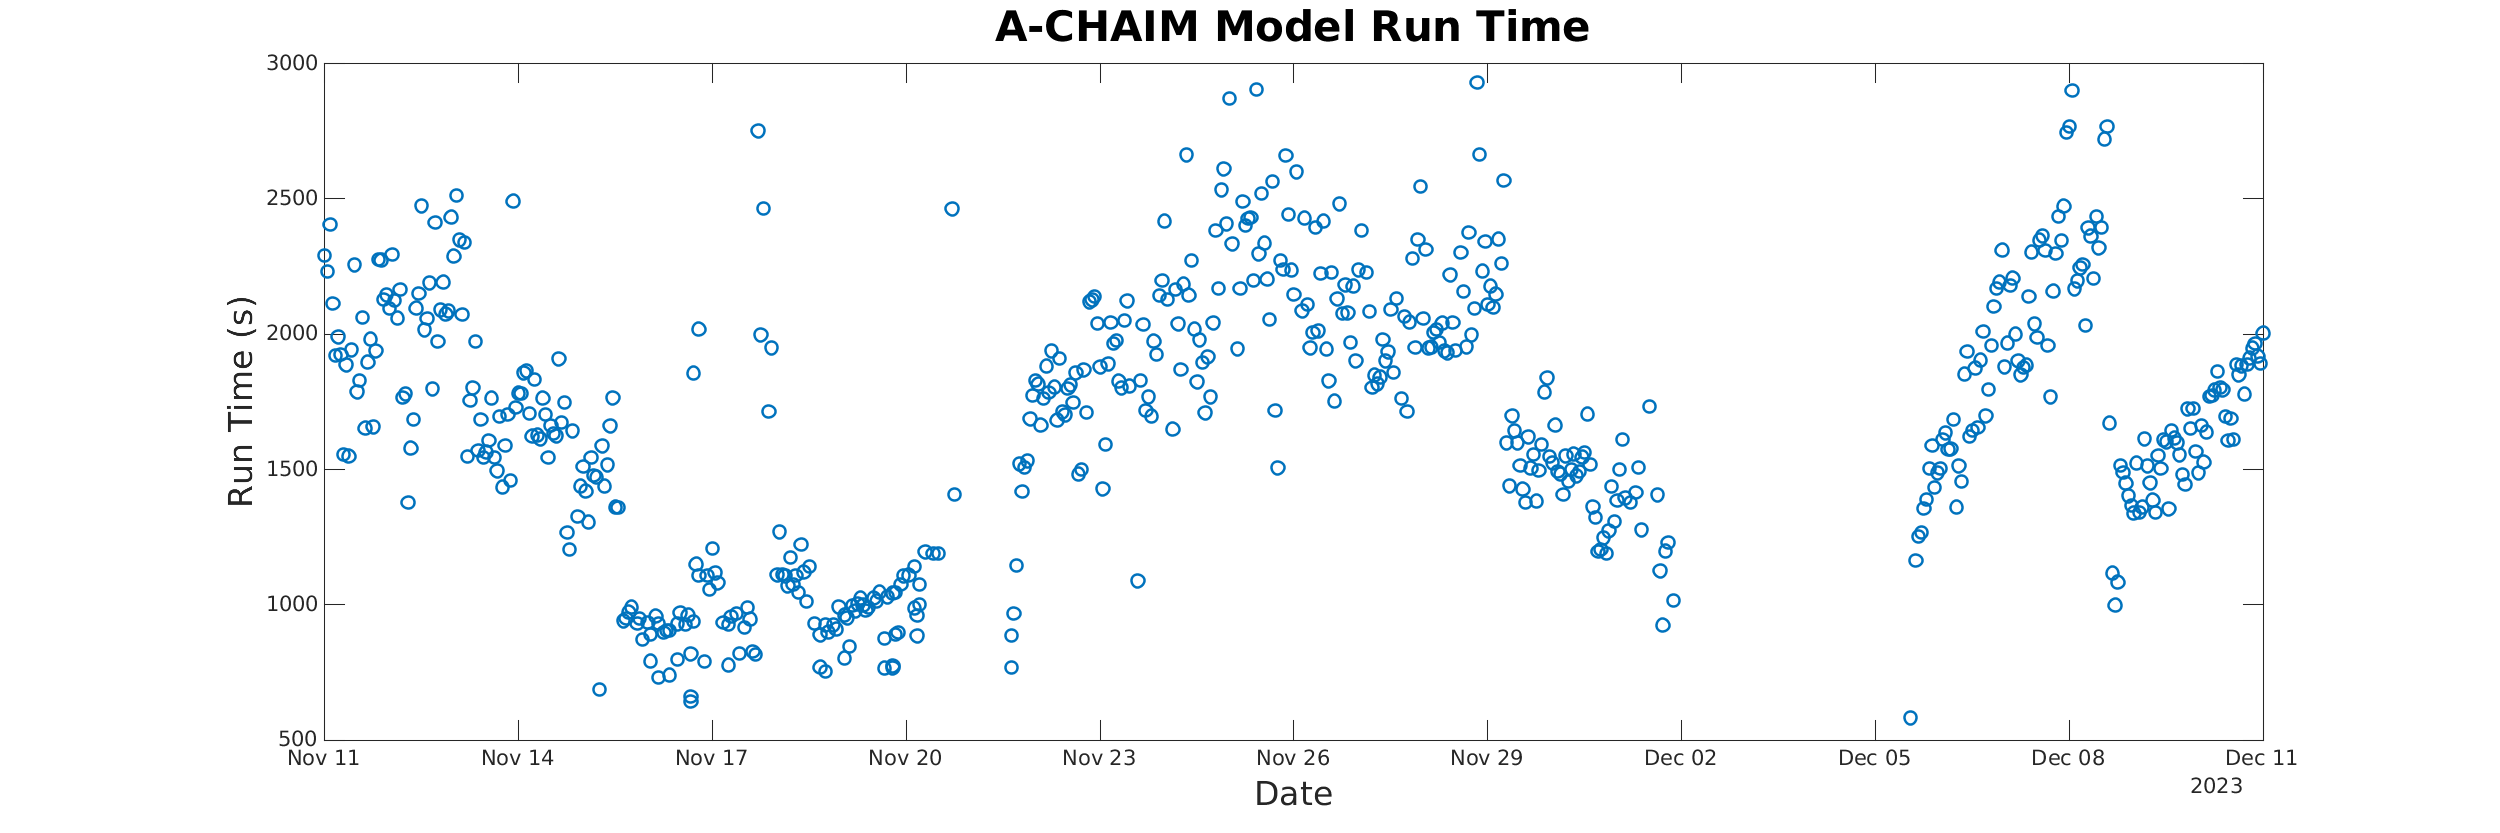 A-CHAIM Model Run Time
3000
2500
2000
1500
1000
500
Run Time (s)
Nov 11 Nov 14 Nov 17 Nov 20 Nov 23 Nov 26 Nov 29 Dec 02 Dec 05 Dec 08 Dec 11
2023
Date